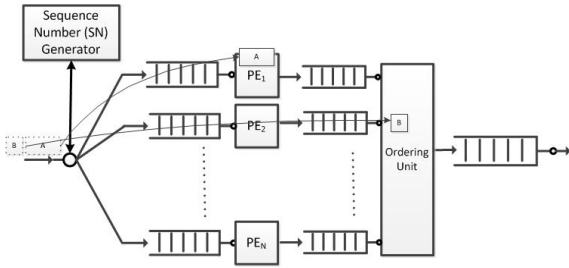 Sequence
Number (SN)
Generator
A
PE1
PE2
B
B A
Ordering
Unit
PEN